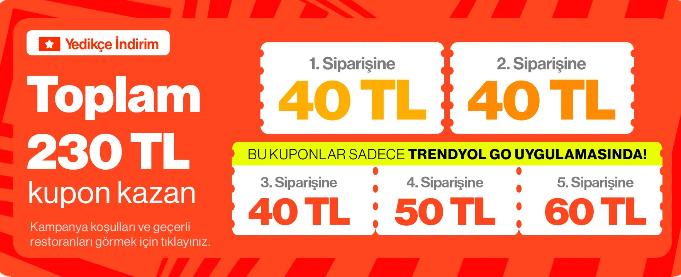 Yedikçe İndirim
Toplam
230 TL
kupon kazan
Kampanya koşulları ve geçerli
restoranları görmek için tıklayınız.
1. Siparişine
40 TL
2. Siparişine
40 TL
BU KUPONLAR SADECE TRENDYOL GO UYGULAMASINDA!
3. Siparişine
40 TL
4. Siparişine
50 TL
5. Siparişine
60 TL